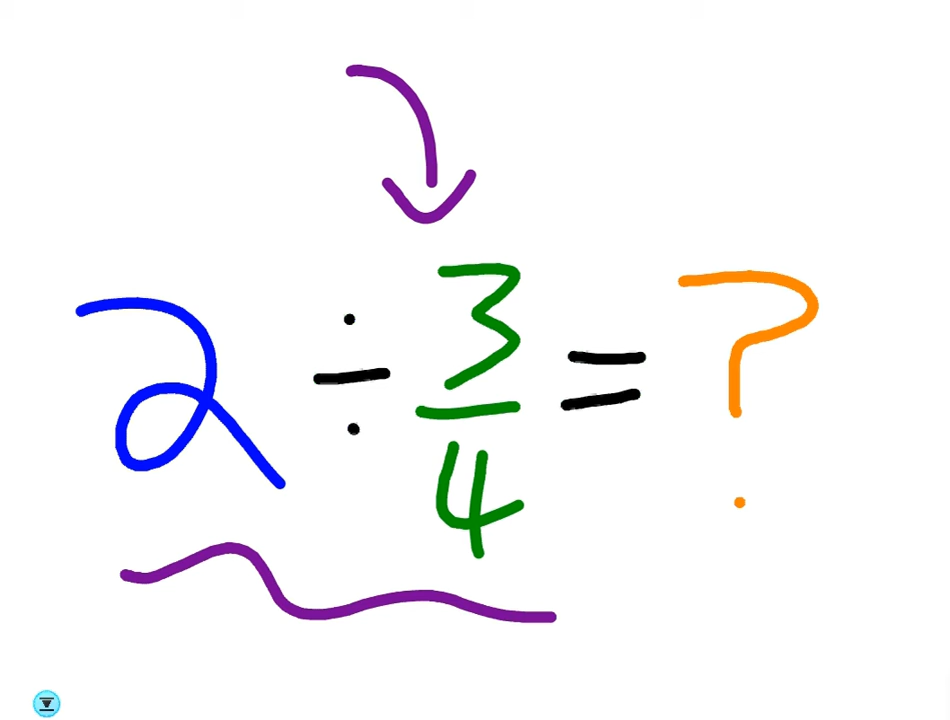 2 ÷ 3/4 = ?